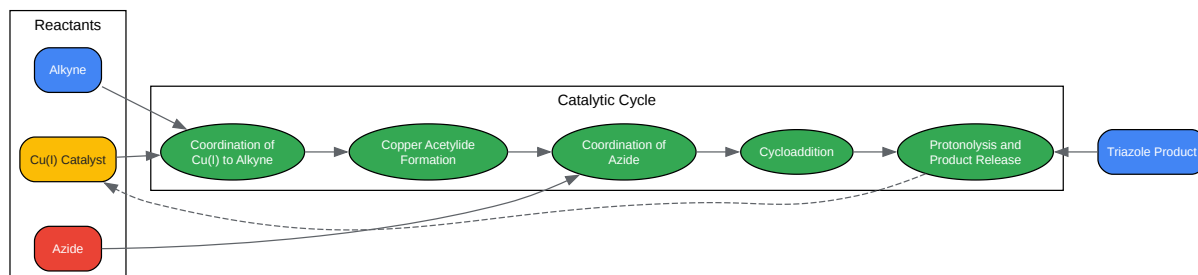 Reactants
Alkyne
Cu(I) Catalyst
Azide
Catalytic Cycle
Coordination of
Cu(I) to Alkyne
Copper Acetylide
Formation
Coordination of
Azide
Cycloaddition
Protonolysis and
Product Release
Triazole Product